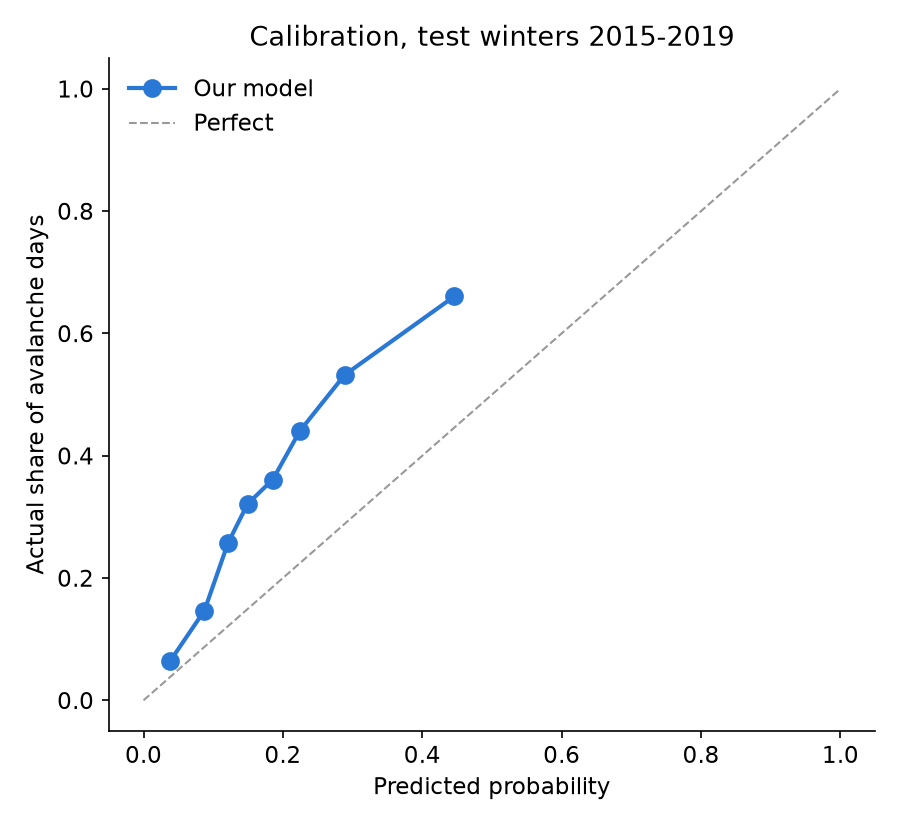 Calibration, test winters 2015-2019
Our model
Perfect
Actual share of avalanche days
1.0
0.8
0.6
0.4
0.2
0.0
0.0 0.2 0.4 0.6 0.8 1.0
Predicted probability